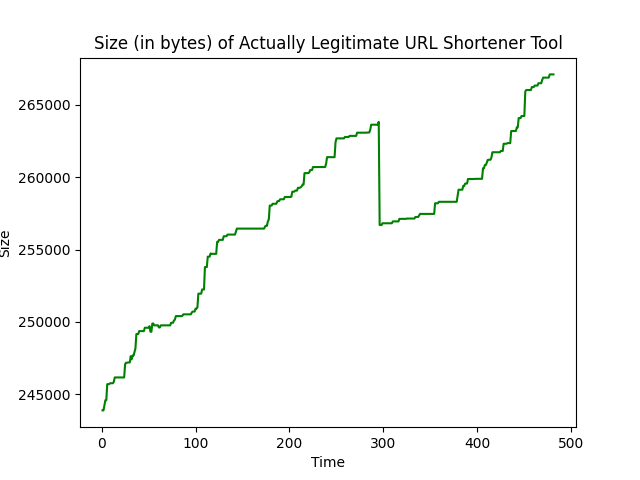 Size (in bytes) of Actually Legitimate URL Shortener Tool
265000
260000
255000
250000
245000
Size
0 100 200 300 400 500
Time